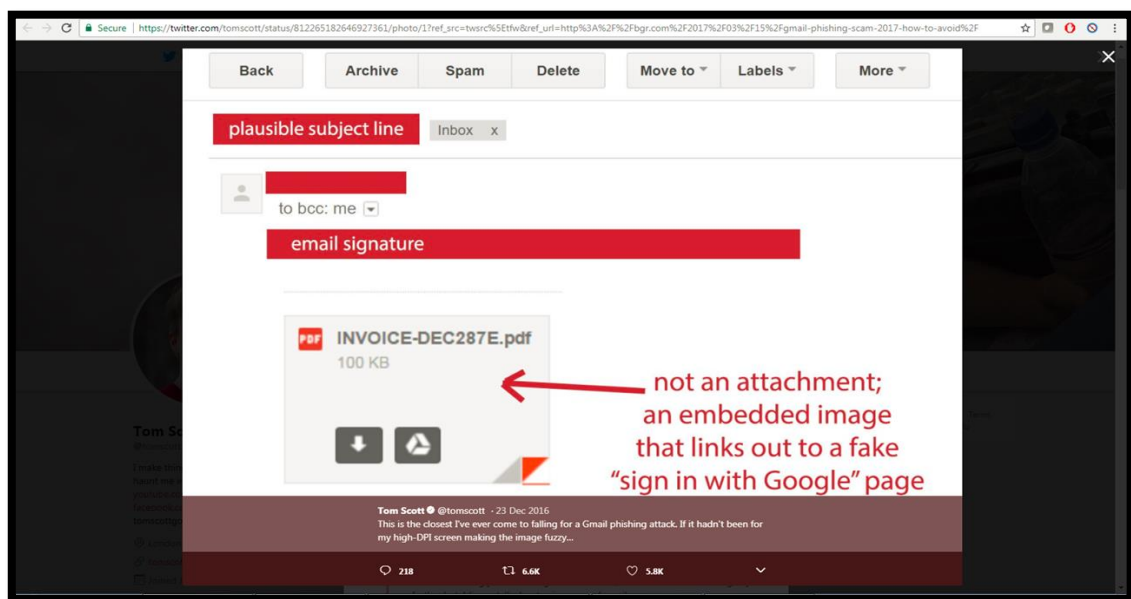 Secure | https://twitter.com/tomscott/status/812265182646927361/photo/1?ref_src=twsrc%5Etfw&ref_url=http%3A%2F%2Fbgr.com%2F2017%2F03%2F15%2Fgmail-phishing-scam-2017-how-to-avoid%2F
Back Archive Spam Delete Move to Labels More
plausible subject line Inbox x
to bcc: me
email signature
PDF INVOICE-DEC287E.pdf
100 KB
not an attachment;
an embedded image
that links out to a fake
“sign in with Google” page
Tom Sc
Tom Scott @tomscott · 23 Dec 2016
This is the closest I've ever come to falling for a Gmail phishing attack. If it hadn't been for
my high-DPI screen making the image fuzzy...
218 6.6K 5.8K